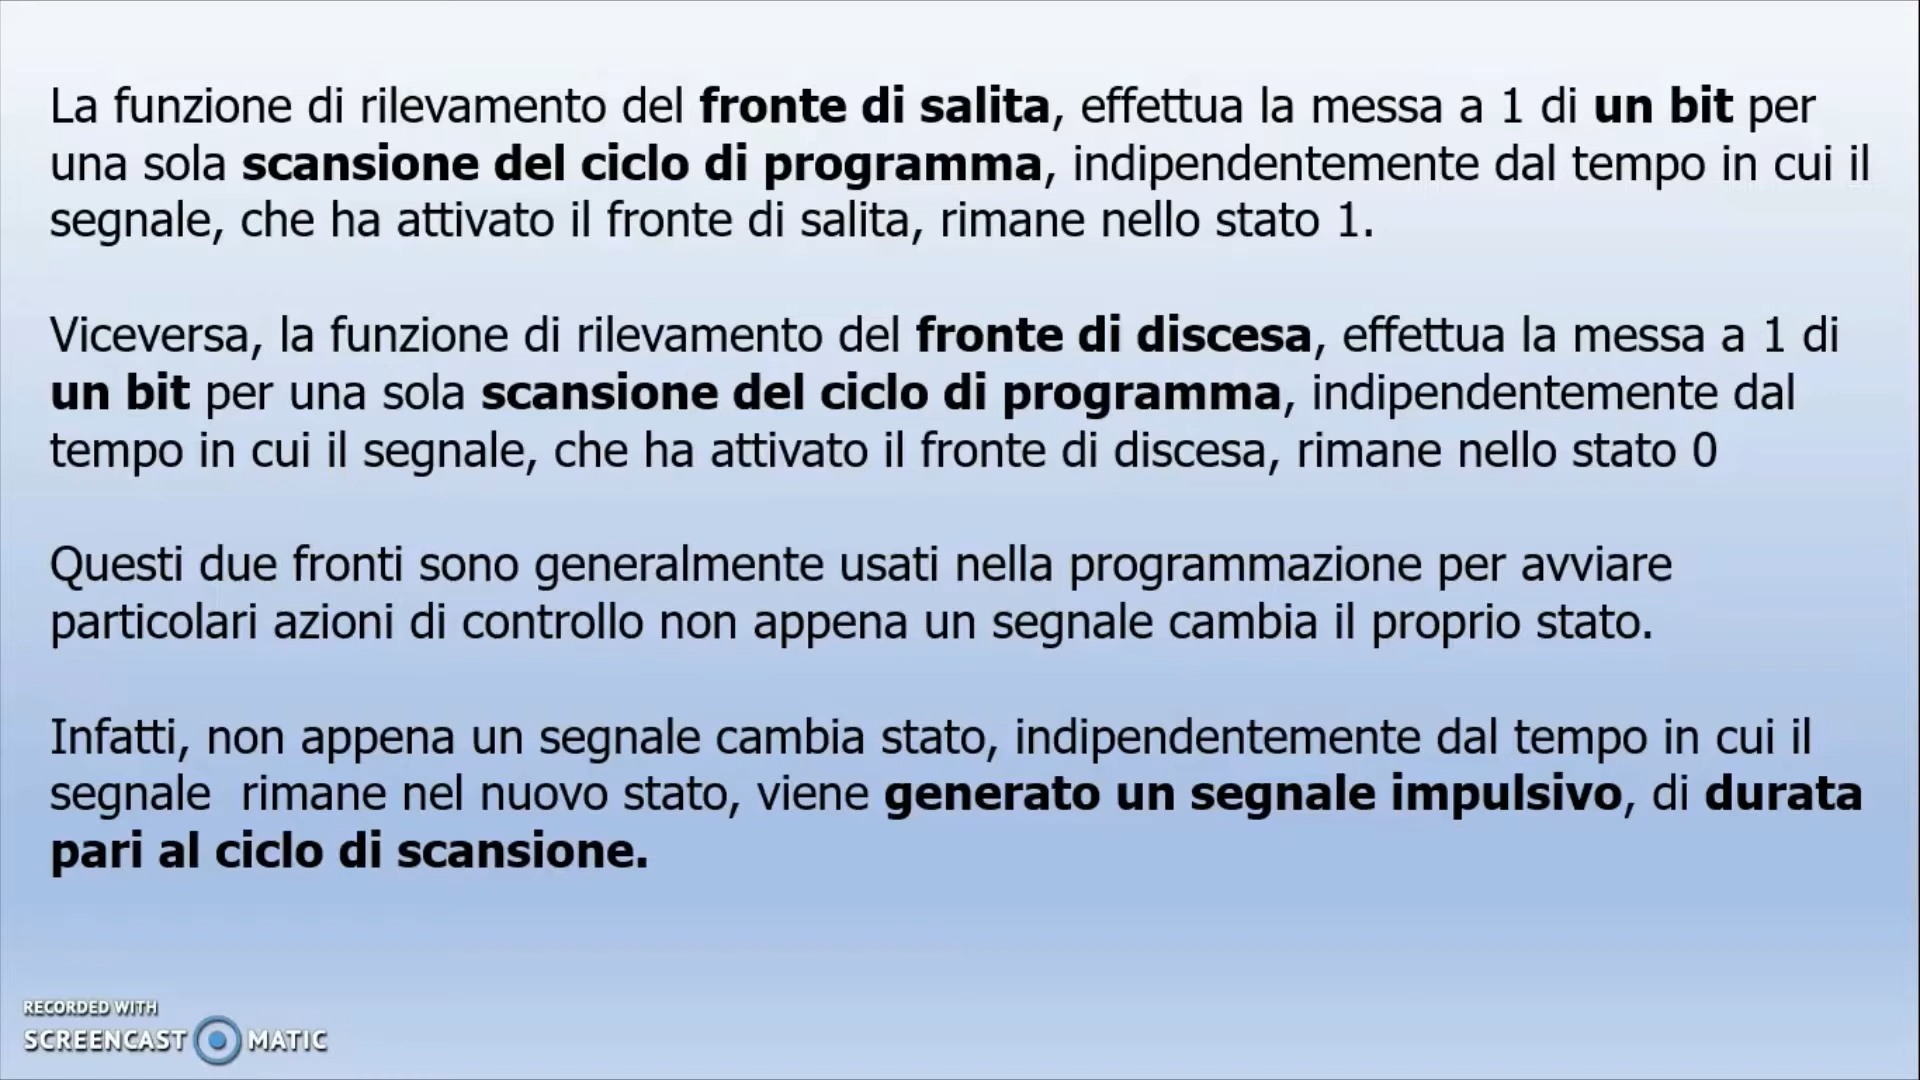 La funzione di rilevamento del fronte di salita, effettua la messa a 1 di un bit per
una sola scansione del ciclo di programma, indipendentemente dal tempo in cui il
segnale, che ha attivato il fronte di salita, rimane nello stato 1.
Viceversa, la funzione di rilevamento del fronte di discesa, effettua la messa a 1 di
un bit per una sola scansione del ciclo di programma, indipendentemente dal
tempo in cui il segnale, che ha attivato il fronte di discesa, rimane nello stato 0
Questi due fronti sono generalmente usati nella programmazione per avviare
particolari azioni di controllo non appena un segnale cambia il proprio stato.
Infatti, non appena un segnale cambia stato, indipendentemente dal tempo in cui il
segnale  rimane nel nuovo stato, viene generato un segnale impulsivo, di durata
pari al ciclo di scansione.
RECORDED WITH
SCREENCAST MATIC